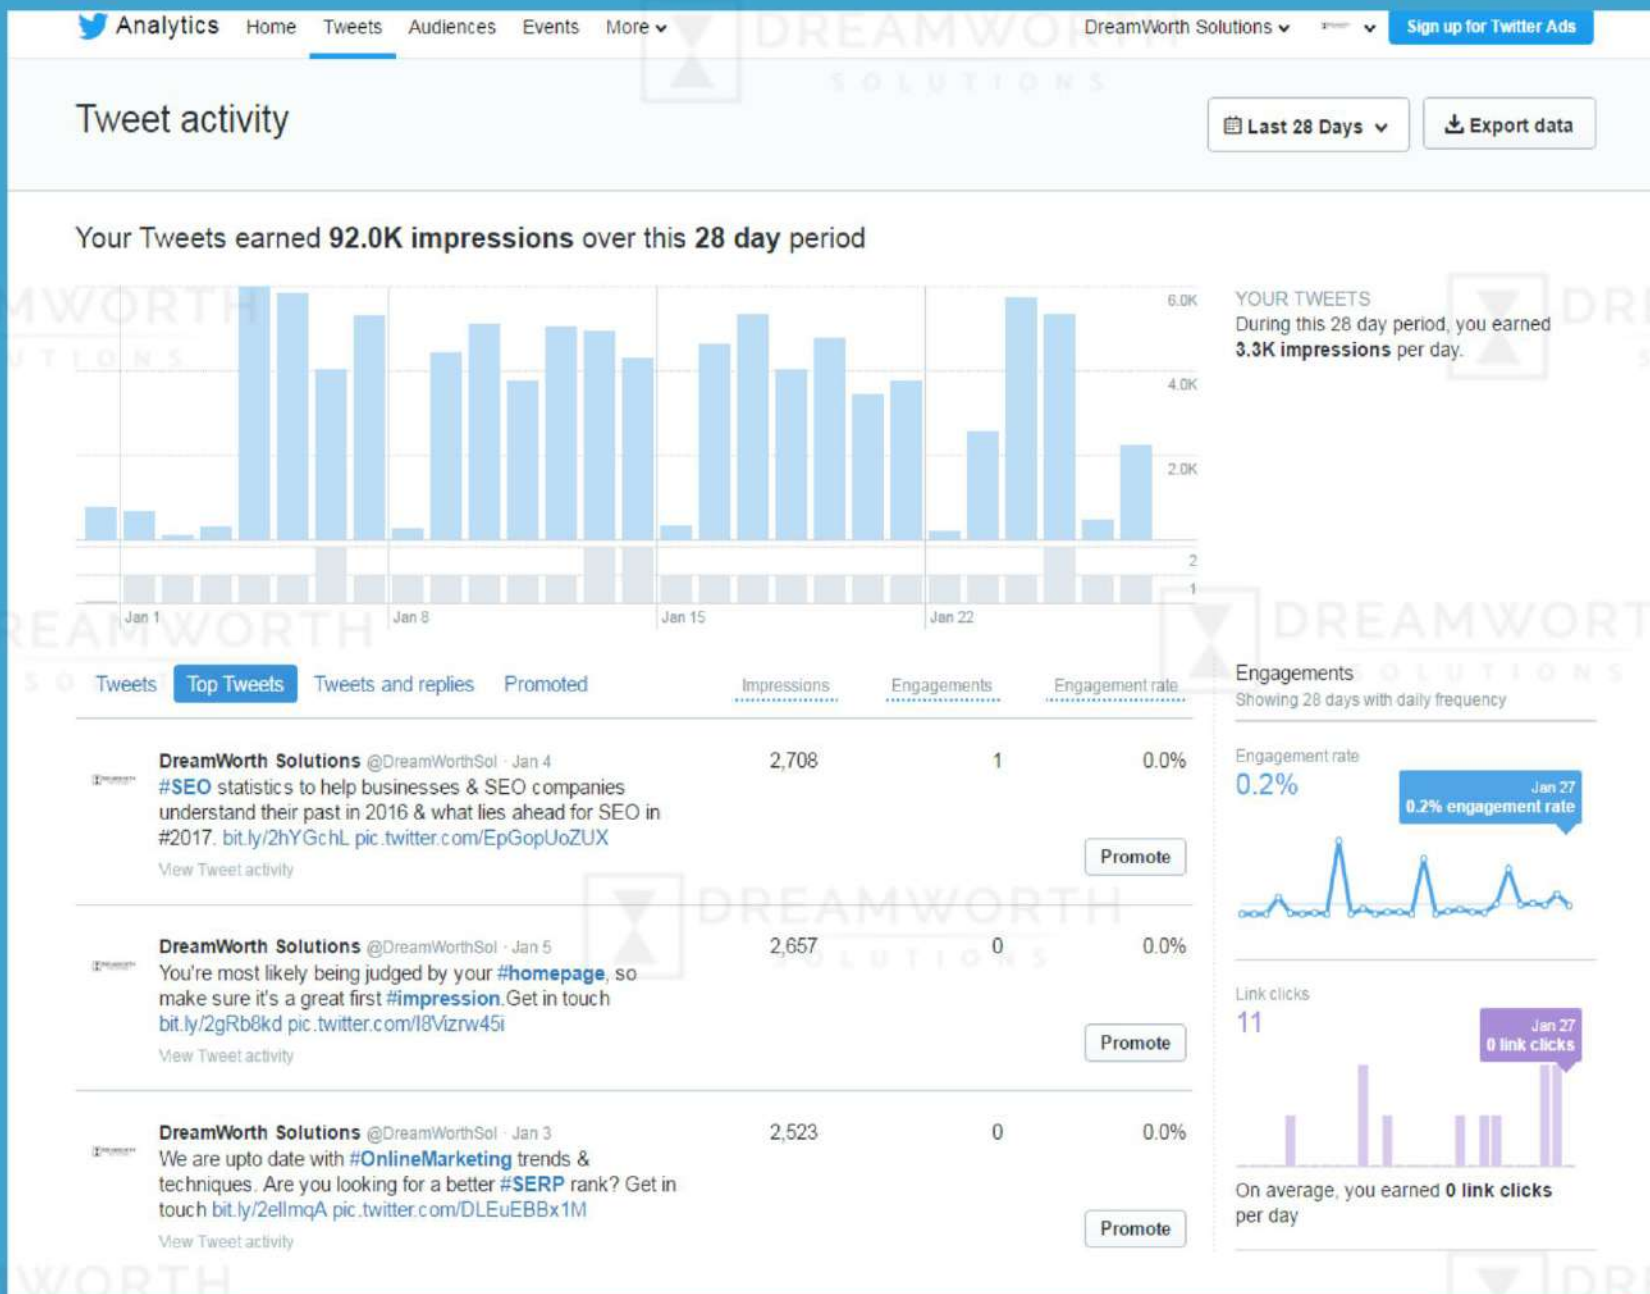 Analytics Home Tweets Audiences Events More DreamWorth Solutions Sign up for Twitter Ads
Tweet activity
Last 28 Days Export data
Your Tweets earned 92.0K impressions over this 28 day period
6.0K
4.0K
2.0K
2
1
Jan 1 Jan 8 Jan 15 Jan 22
YOUR TWEETS
During this 28 day period, you earned
3.3K impressions per day.
Tweets Top Tweets Tweets and replies Promoted Impressions Engagements Engagement rate
DreamWorth Solutions @DreamWorthSol · Jan 4 2,708 1 0.0%
#SEO statistics to help businesses & SEO companies
understand their past in 2016 & what lies ahead for SEO in
#2017. bit.ly/2hYGchL pic.twitter.com/EpGopUoZUX
View Tweet activity
Promote
DreamWorth Solutions @DreamWorthSol · Jan 5 2,657 0 0.0%
You're most likely being judged by your #homepage, so
make sure it's a great first #impression.Get in touch
bit.ly/2gRb8kd pic.twitter.com/I8Vizrw45i
View Tweet activity
Promote
DreamWorth Solutions @DreamWorthSol · Jan 3 2,523 0 0.0%
We are upto date with #OnlineMarketing trends &
techniques. Are you looking for a better #SERP rank? Get in
touch bit.ly/2ellmqA pic.twitter.com/DLEuEBBx1M
View Tweet activity
Promote
Engagements
Showing 28 days with daily frequency
Engagement rate
0.2%
Jan 27
0.2% engagement rate
Link clicks
11
Jan 27
0 link clicks
On average, you earned 0 link clicks
per day
DREAMWORTH
SOLUTIONS